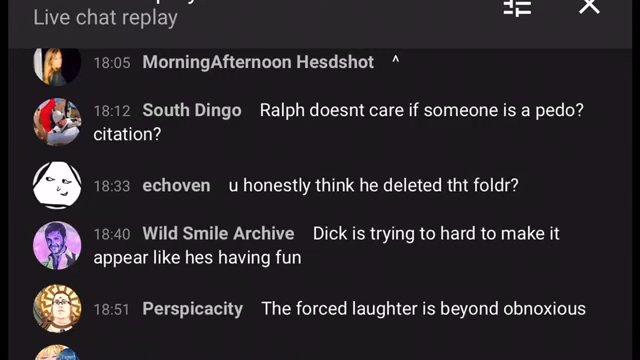 Live chat replay
18:05 MorningAfternoon Hesdshot ^
18:12 South Dingo Ralph doesnt care if someone is a pedo?
citation?
18:33 echoven u honestly think he deleted tht foldr?
18:40 Wild Smile Archive Dick is trying to hard to make it
appear like hes having fun
18:51 Perspicacity The forced laughter is beyond obnoxious